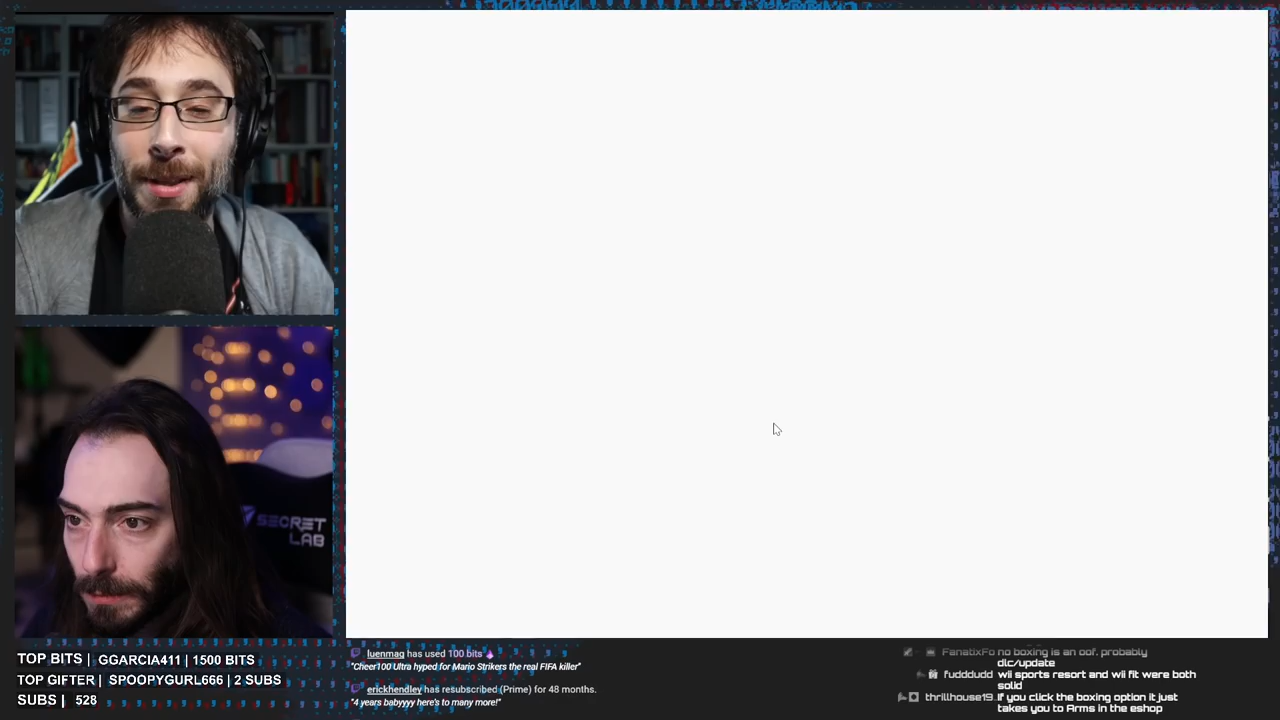 SECRET
LAB
TOP BITS | GGARCIA411 | 1500 BITS
TOP GIFTER | SPOOPYGURL666 | 2 SUBS
SUBS | 528
luenmag has used 100 bits
"Cheer100 Ultra hyped for Mario Strikers the real FIFA killer"
erickhendley has resubscribed (Prime) for 48 months.
"4 years babyyyy here's to many more!"
FanatixFo no boxing is an oof. probably
dlc/update
fudddudd wii sports resort and wii fit were both
solid
thrillhouse19. if you click the boxing option it just
takes you to Arms in the eshop